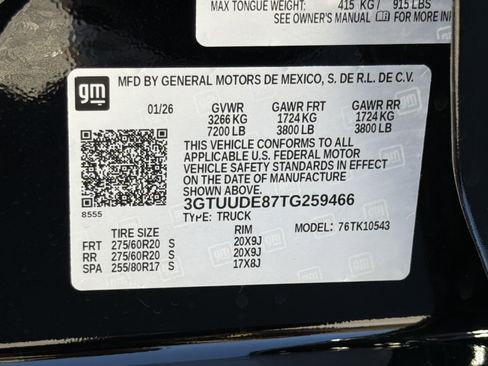 MAX TONGUE WEIGHT: 415 KG / 915 LBS
SEE OWNER'S MANUAL FOR MORE INF
gm
MFD BY GENERAL MOTORS DE MEXICO, S. DE R.L. DE C.V.
01/26 GVWR GAWR FRT GAWR RR
3266 KG 1724 KG 1724 KG
7200 LB 3800 LB 3800 LB
THIS VEHICLE CONFORMS TO ALL
APPLICABLE U.S. FEDERAL MOTOR
VEHICLE SAFETY STANDARDS IN EFFECT
ON THE DATE OF MANUFACTURE
SHOWN ABOVE.
3GTUUDE87TG259466
8555 TYPE: TRUCK
MODEL: 76TK10543
TIRE SIZE RIM
FRT 275/60R20 S 20X9J
RR 275/60R20 S 20X9J
SPA 255/80R17 S 17X8J